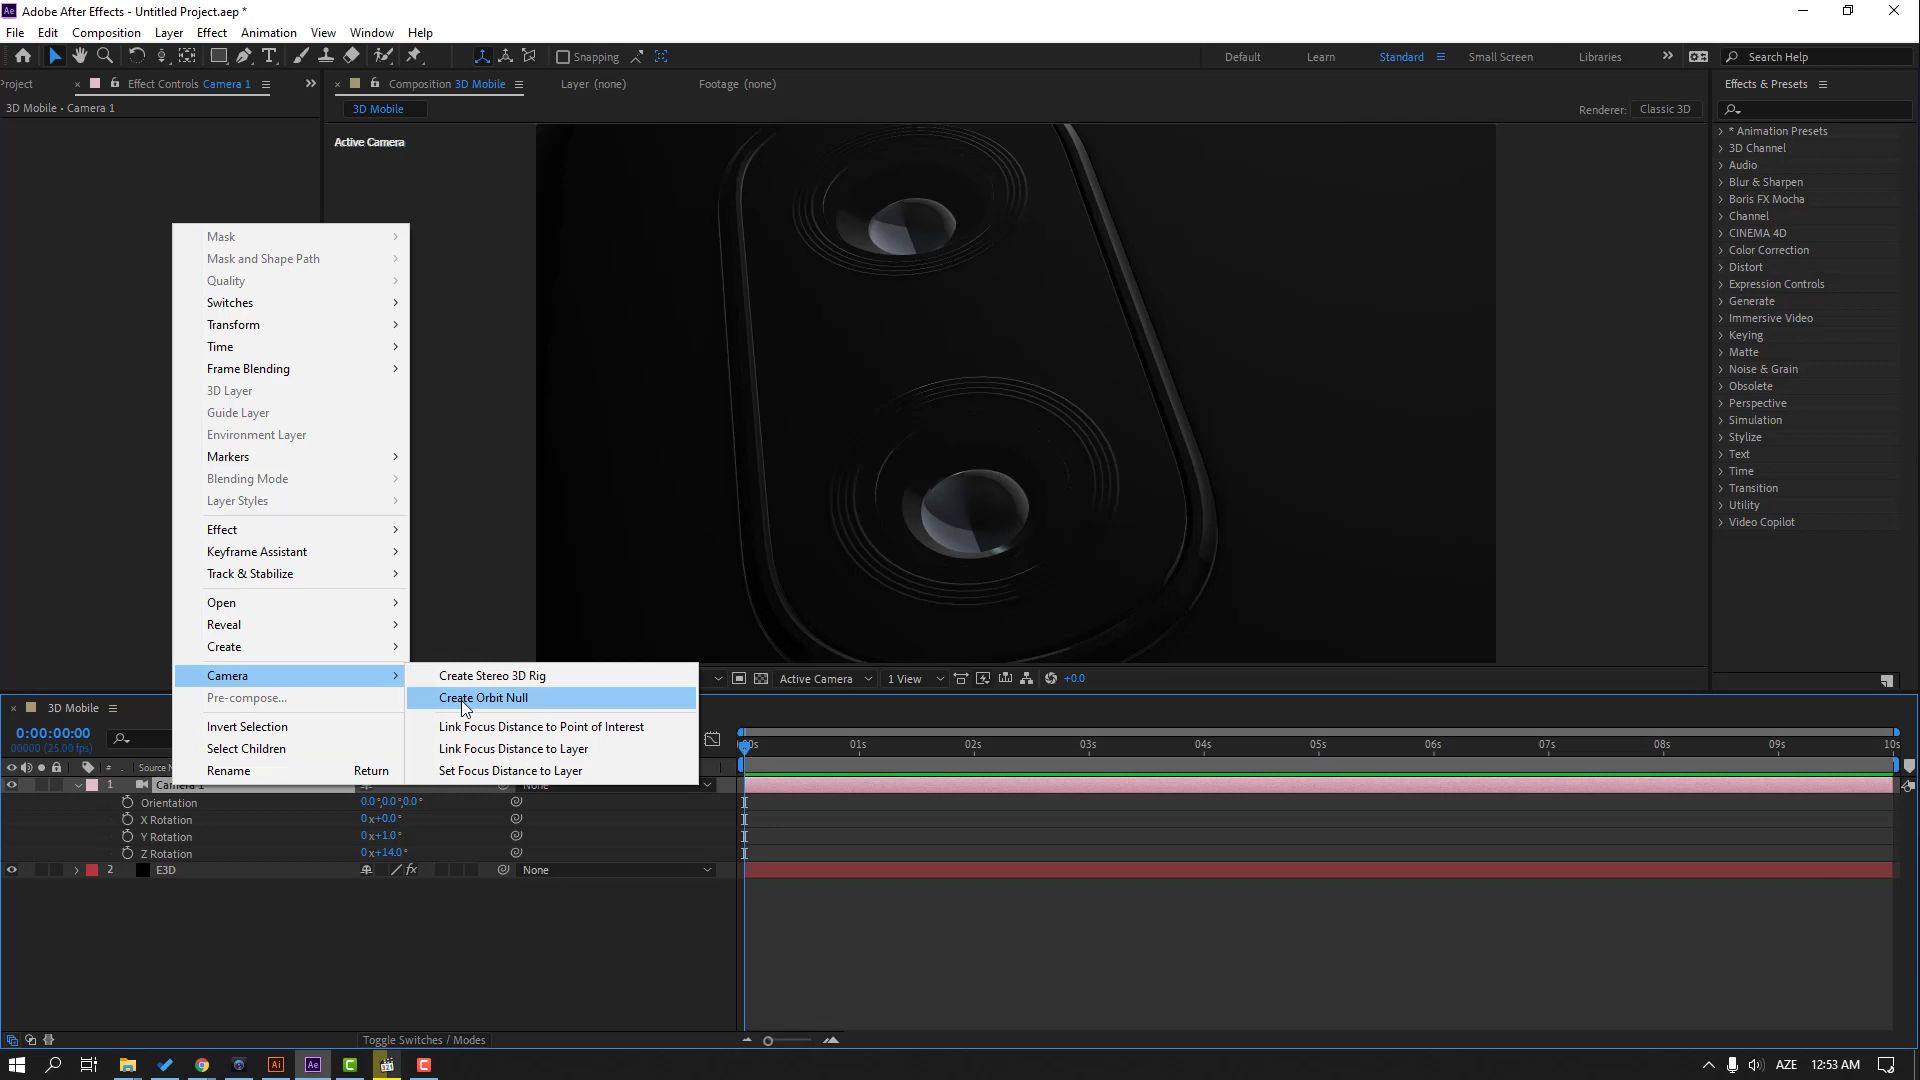 Ae Adobe After Effects - Untitled Project.aep *
File Edit Composition Layer Effect Animation View Window Help
Snapping Default Learn Standard Small Screen Libraries Search Help
roject Effect Controls Camera 1 Composition 3D Mobile Layer (none) Footage (none) Effects & Presets
3D Mobile • Camera 1 3D Mobile Renderer: Classic 3D
Active Camera
* Animation Presets
3D Channel
Audio
Blur & Sharpen
Boris FX Mocha
Channel
CINEMA 4D
Color Correction
Distort
Expression Controls
Generate
Immersive Video
Keying
Matte
Noise & Grain
Obsolete
Perspective
Simulation
Stylize
Text
Time
Transition
Utility
Video Copilot
Mask
Mask and Shape Path
Quality
Switches
Transform
Time
Frame Blending
3D Layer
Guide Layer
Environment Layer
Markers
Blending Mode
Layer Styles
Effect
Keyframe Assistant
Track & Stabilize
Open
Reveal
Create
Camera
Pre-compose...
Invert Selection
Select Children
Rename Return
Create Stereo 3D Rig
Create Orbit Null
Link Focus Distance to Point of Interest
Link Focus Distance to Layer
Set Focus Distance to Layer
Active Camera 1 View +0.0
3D Mobile
0:00:00:00
00000 (25.00 fps)
00s 01s 02s 03s 04s 05s 06s 07s 08s 09s 10s
# Source N
1 Camera 1 None
Orientation 0.0°,0.0°,0.0°
X Rotation 0x+0.0°
Y Rotation 0x+1.0°
Z Rotation 0x+14.0°
2 E3D fx None
Toggle Switches / Modes
Ai Ae C C
AZE 12:53 AM